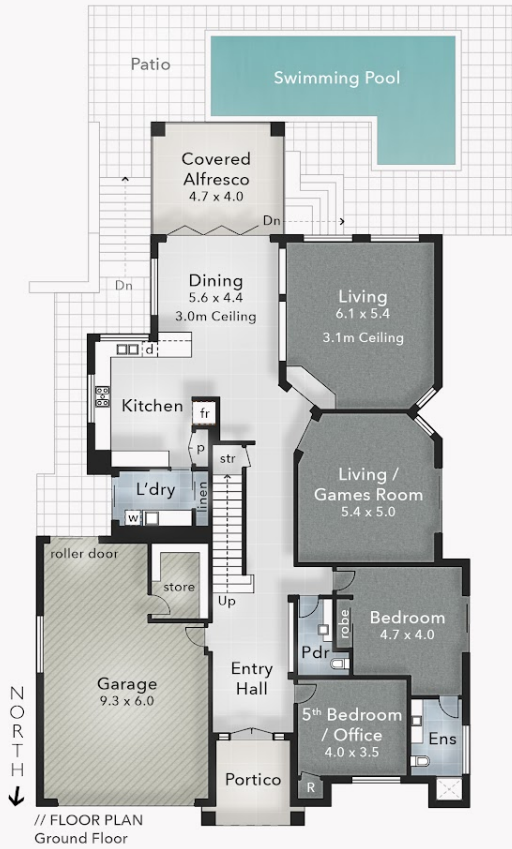 Patio
Swimming Pool
Covered
Alfresco
4.7 x 4.0
Dn
Dn
Dining
5.6 x 4.4
3.0m Ceiling
Living
6.1 x 5.4
3.1m Ceiling
d
Kitchen
fr
p
str
L'dry
linen
w
Living /
Games Room
5.4 x 5.0
roller door
store
Up
robe
Bedroom
4.7 x 4.0
Pdr
Entry
Hall
Garage
9.3 x 6.0
5th Bedroom
/ Office
4.0 x 3.5
Ens
Portico
R
NORTH
// FLOOR PLAN
Ground Floor